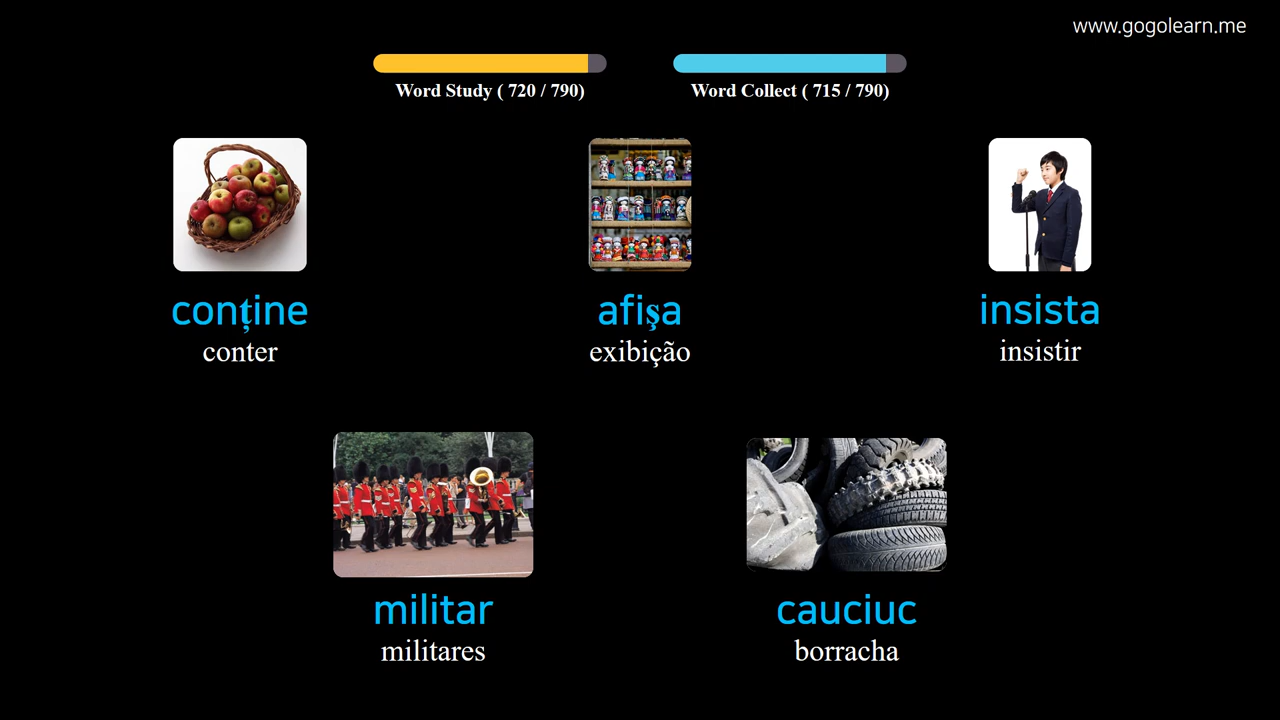 www.gogolearn.me
Word Study ( 720 / 790)
Word Collect ( 715 / 790)
conține
conter
afișa
exibição
insista
insistir
militar
militares
cauciuc
borracha